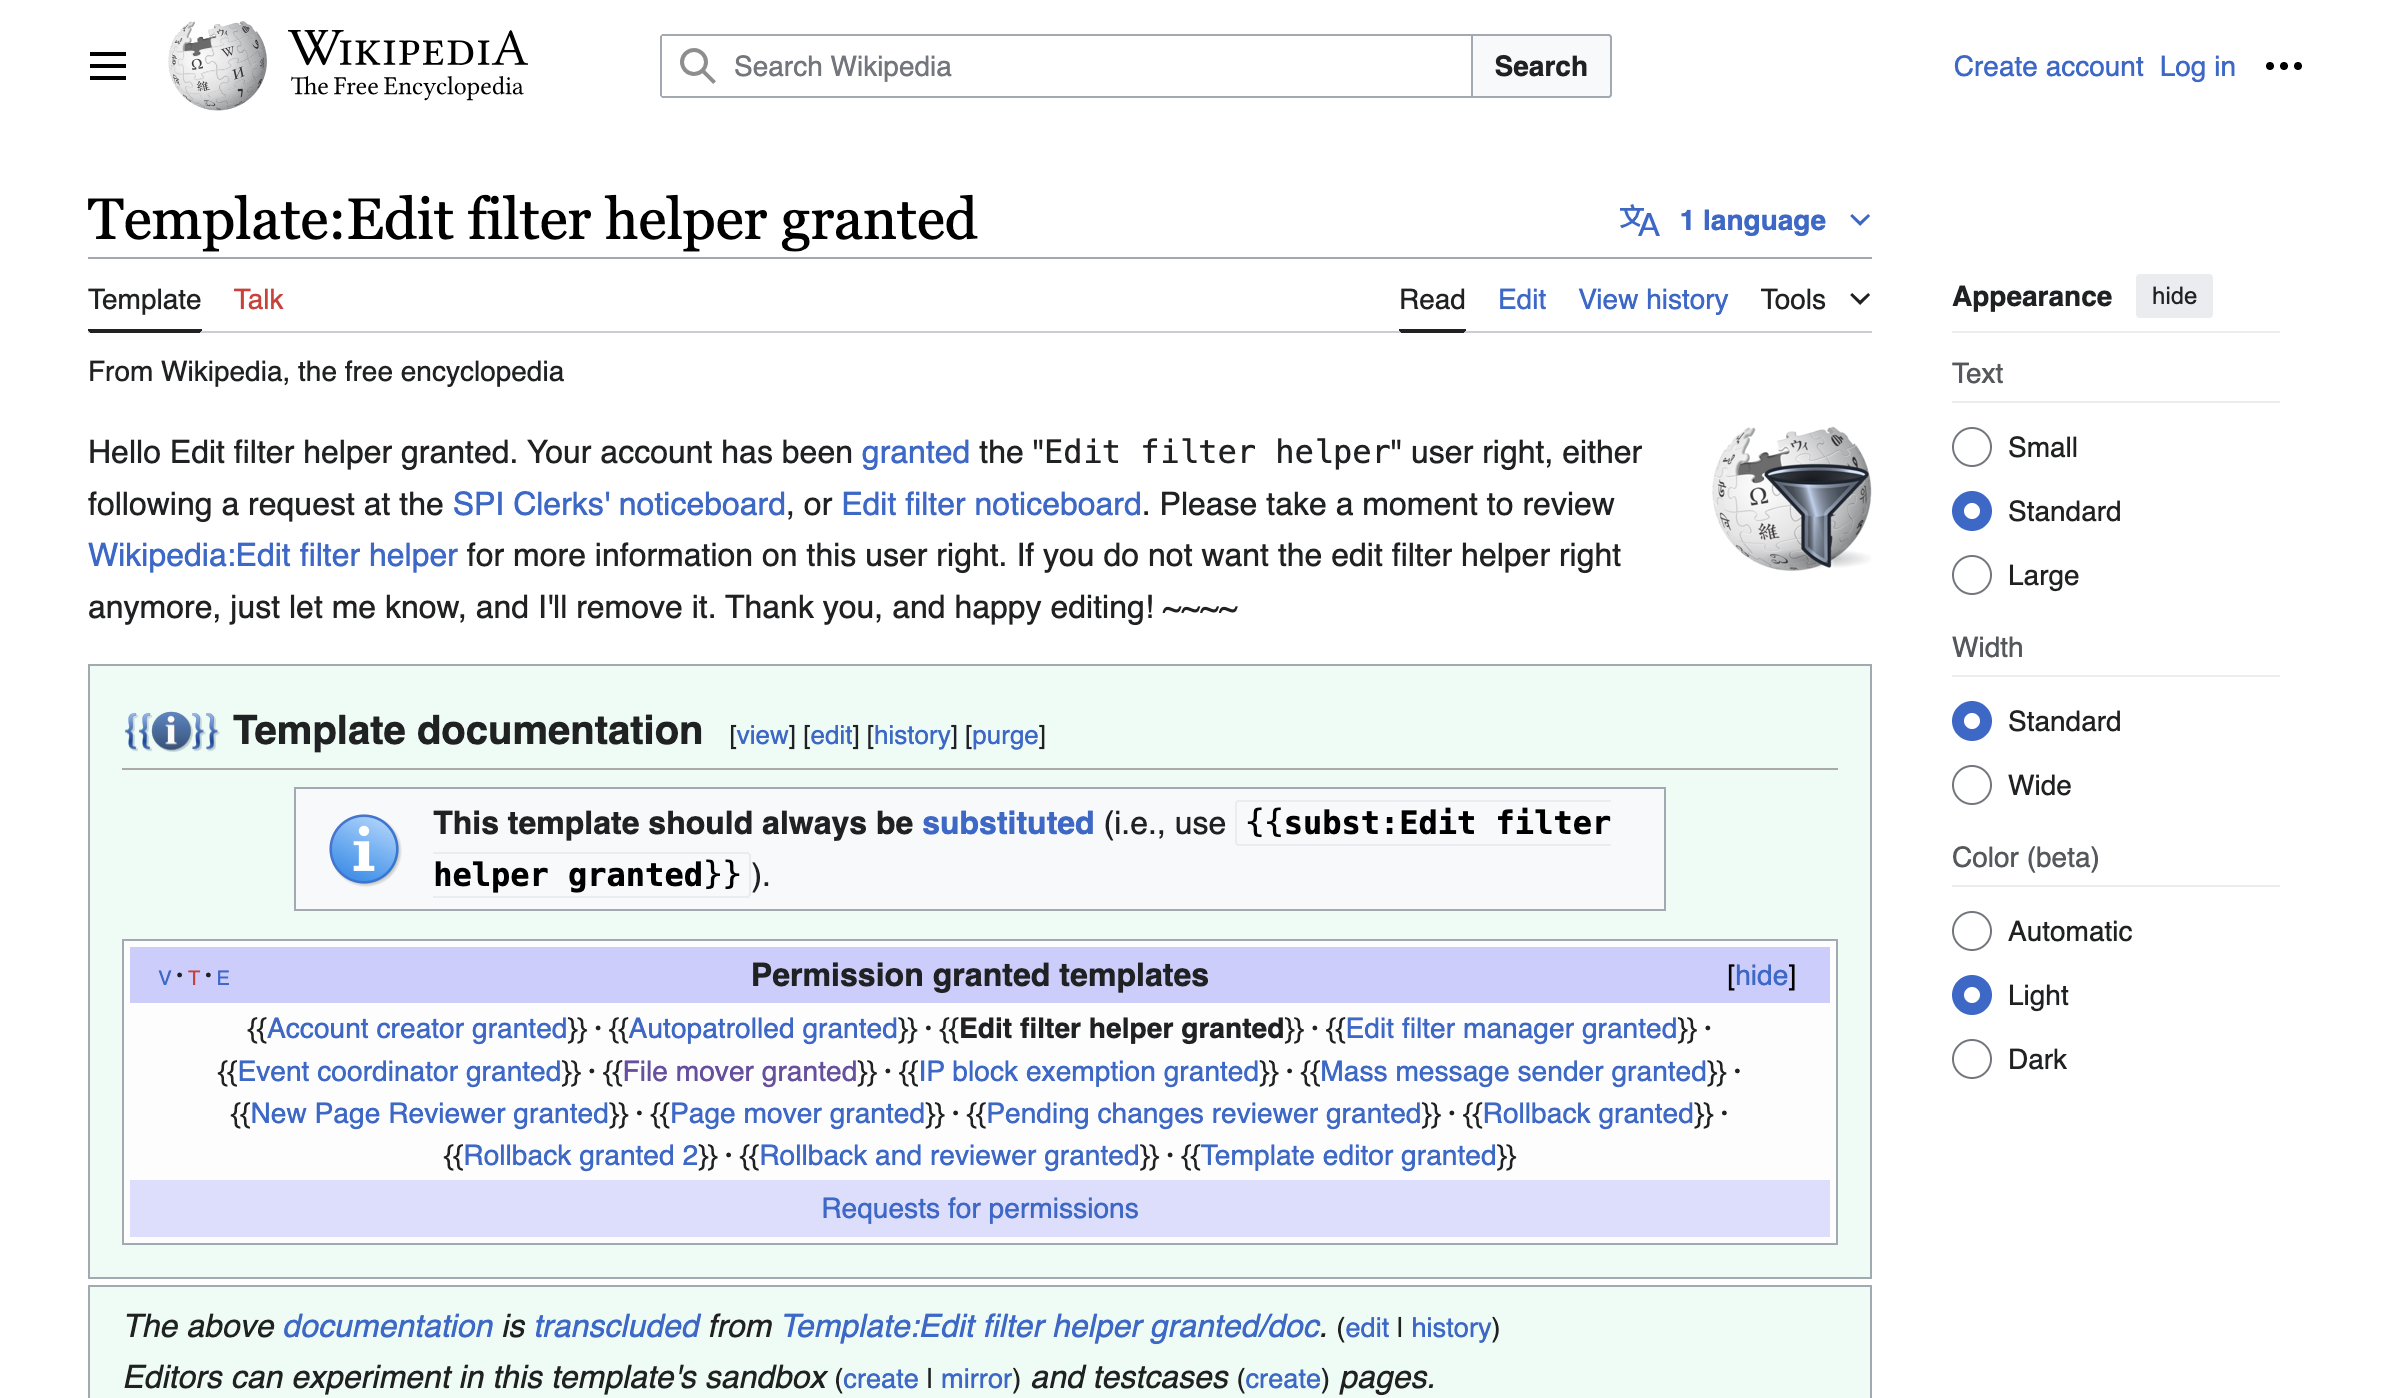 WIKIPEDIA
The Free Encyclopedia
Search Wikipedia
Search
Create account Log in
Template:Edit filter helper granted
1 language
Template Talk
Read Edit View history Tools
From Wikipedia, the free encyclopedia
Hello Edit filter helper granted. Your account has been granted the "Edit filter helper" user right, either
following a request at the SPI Clerks' noticeboard, or Edit filter noticeboard. Please take a moment to review
Wikipedia:Edit filter helper for more information on this user right. If you do not want the edit filter helper right
anymore, just let me know, and I'll remove it. Thank you, and happy editing! ~~~~
{{i}} Template documentation [view] [edit] [history] [purge]
This template should always be substituted (i.e., use {{subst:Edit filter
helper granted}} ).
V · T · E
Permission granted templates
[hide]
{{Account creator granted}} · {{Autopatrolled granted}} · {{Edit filter helper granted}} · {{Edit filter manager granted}} ·
{{Event coordinator granted}} · {{File mover granted}} · {{IP block exemption granted}} · {{Mass message sender granted}} ·
{{New Page Reviewer granted}} · {{Page mover granted}} · {{Pending changes reviewer granted}} · {{Rollback granted}} ·
{{Rollback granted 2}} · {{Rollback and reviewer granted}} · {{Template editor granted}}
Requests for permissions
The above documentation is transcluded from Template:Edit filter helper granted/doc. (edit | history)
Editors can experiment in this template's sandbox (create | mirror) and testcases (create) pages.
Appearance hide
Text
Small
Standard
Large
Width
Standard
Wide
Color (beta)
Automatic
Light
Dark